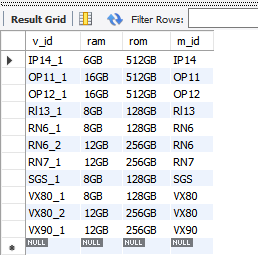 Result Grid Filter Rows:
v_id ram rom m_id
IP14_1 6GB 512GB IP14
OP11_1 16GB 512GB OP11
OP12_1 16GB 512GB OP12
Rl13_1 8GB 128GB Rl13
RN6_1 8GB 128GB RN6
RN6_2 12GB 256GB RN6
RN7_1 12GB 256GB RN7
SGS_1 8GB 128GB SGS
VX80_1 8GB 128GB VX80
VX80_2 12GB 256GB VX80
VX90_1 12GB 256GB VX90
NULL NULL NULL NULL